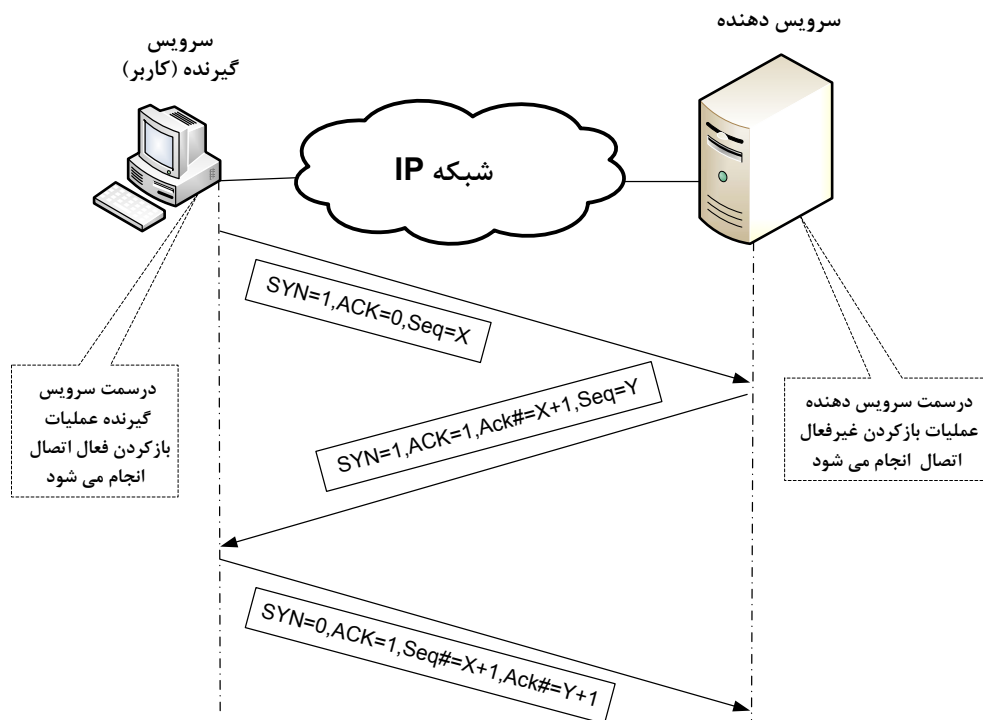 سرویس دهنده
سرویس
گیرنده (کاربر)
شبکه IP
SYN=1,ACK=0,Seq=X
درسمت سرویس
گیرنده عملیات
بازکردن فعال اتصال
انجام می شود
SYN=1,ACK=1,Ack#=X+1,Seq=Y
درسمت سرویس دهنده
عملیات بازکردن غیرفعال
اتصال انجام می شود
SYN=0,ACK=1,Seq#=X+1,Ack#=Y+1